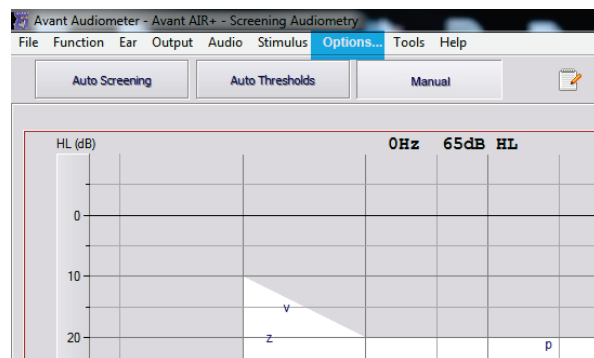 Avant Audiometer - Avant AIR+ - Screening Audiometry
File Function Ear Output Audio Stimulus Options... Tools Help
Auto Screening Auto Thresholds Manual
HL (dB) 0Hz 65dB HL
0
10
v
20 z p